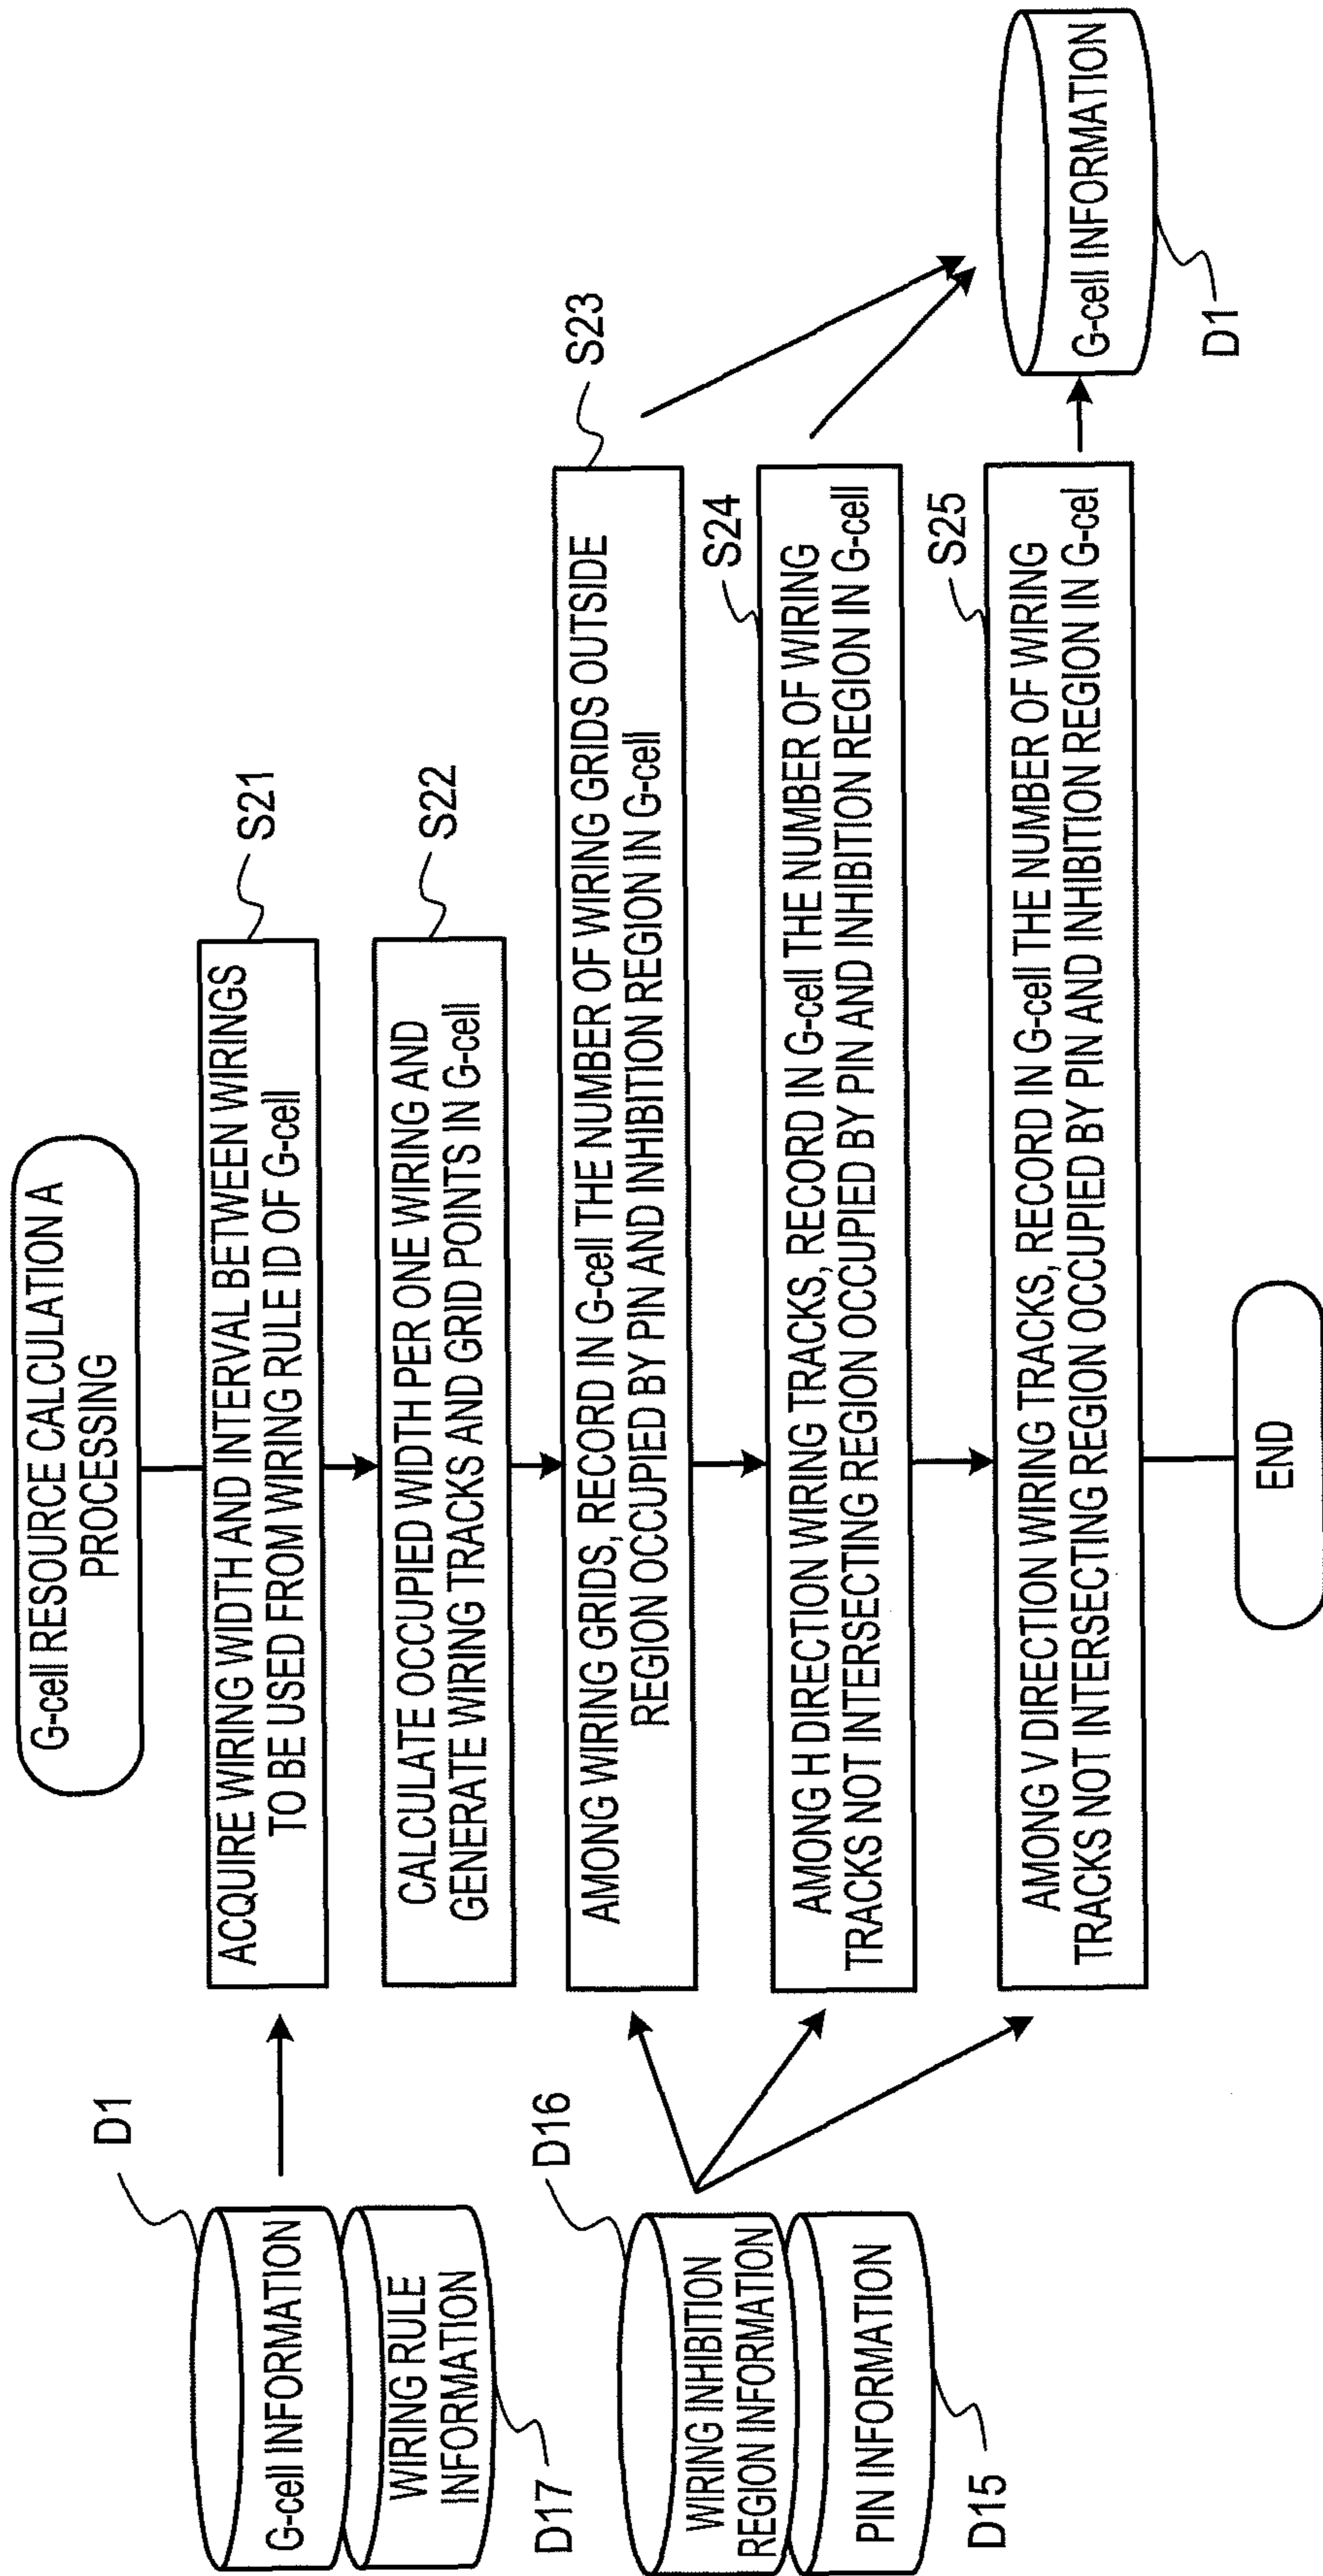 G-cell RESOURCE CALCULATION A
PROCESSING
D1
G-cell INFORMATION
WIRING RULE
INFORMATION
D17
ACQUIRE WIRING WIDTH AND INTERVAL BETWEEN WIRINGS
TO BE USED FROM WIRING RULE ID OF G-cell
S21
CALCULATE OCCUPIED WIDTH PER ONE WIRING AND
GENERATE WIRING TRACKS AND GRID POINTS IN G-cell
S22
D16
WIRING INHIBITION
REGION INFORMATION
PIN INFORMATION
D15
AMONG WIRING GRIDS, RECORD IN G-cell THE NUMBER OF WIRING GRIDS OUTSIDE
REGION OCCUPIED BY PIN AND INHIBITION REGION IN G-cell
S23
AMONG H DIRECTION WIRING TRACKS, RECORD IN G-cell THE NUMBER OF WIRING
TRACKS NOT INTERSECTING REGION OCCUPIED BY PIN AND INHIBITION REGION IN G-cell
S24
AMONG V DIRECTION WIRING TRACKS, RECORD IN G-cell THE NUMBER OF WIRING
TRACKS NOT INTERSECTING REGION OCCUPIED BY PIN AND INHIBITION REGION IN G-cel
S25
G-cell INFORMATION
D1
END